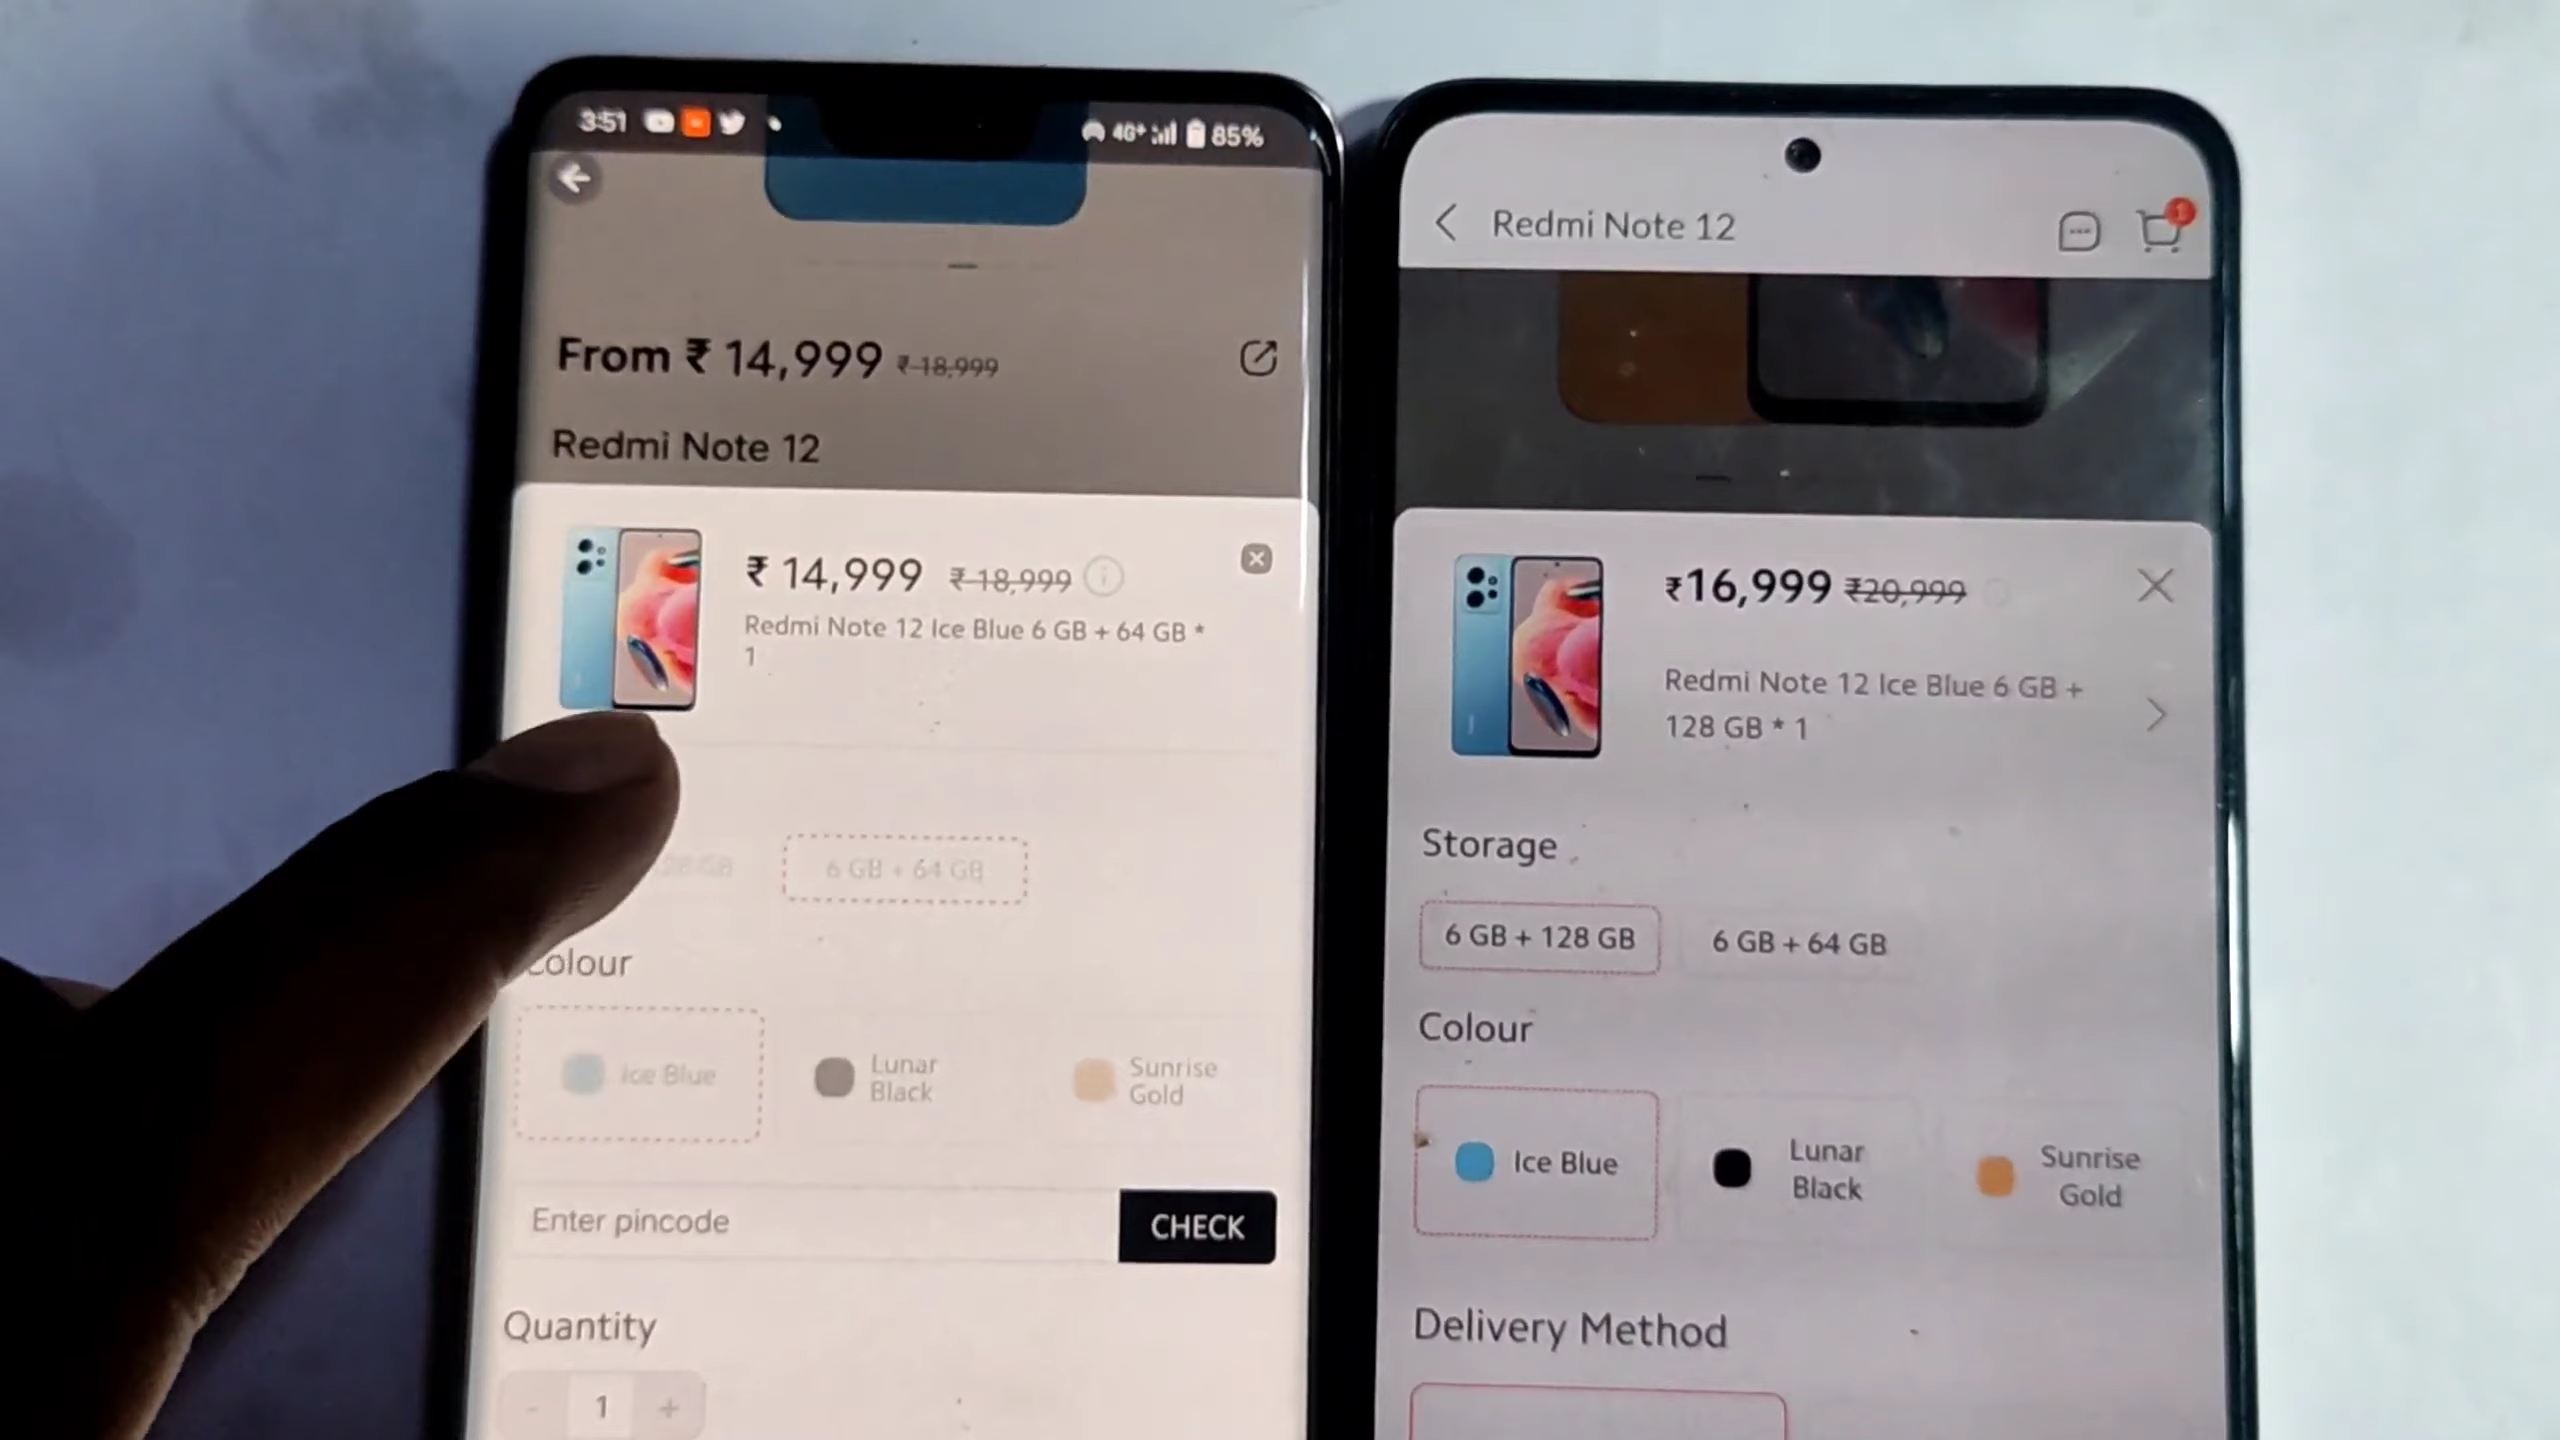 3:51
4G+ 85%
From ₹ 14,999 ₹ 18,999
Redmi Note 12
₹ 14,999 ₹ 18,999
Redmi Note 12 Ice Blue 6 GB + 64 GB *
1
28 GB
6 GB + 64 GB
Colour
Ice Blue
Lunar
Black
Sunrise
Gold
Enter pincode
CHECK
Quantity
- 1 +
Redmi Note 12
1
₹16,999 ₹20,999
Redmi Note 12 Ice Blue 6 GB +
128 GB * 1
Storage
6 GB + 128 GB
6 GB + 64 GB
Colour
Ice Blue
Lunar
Black
Sunrise
Gold
Delivery Method